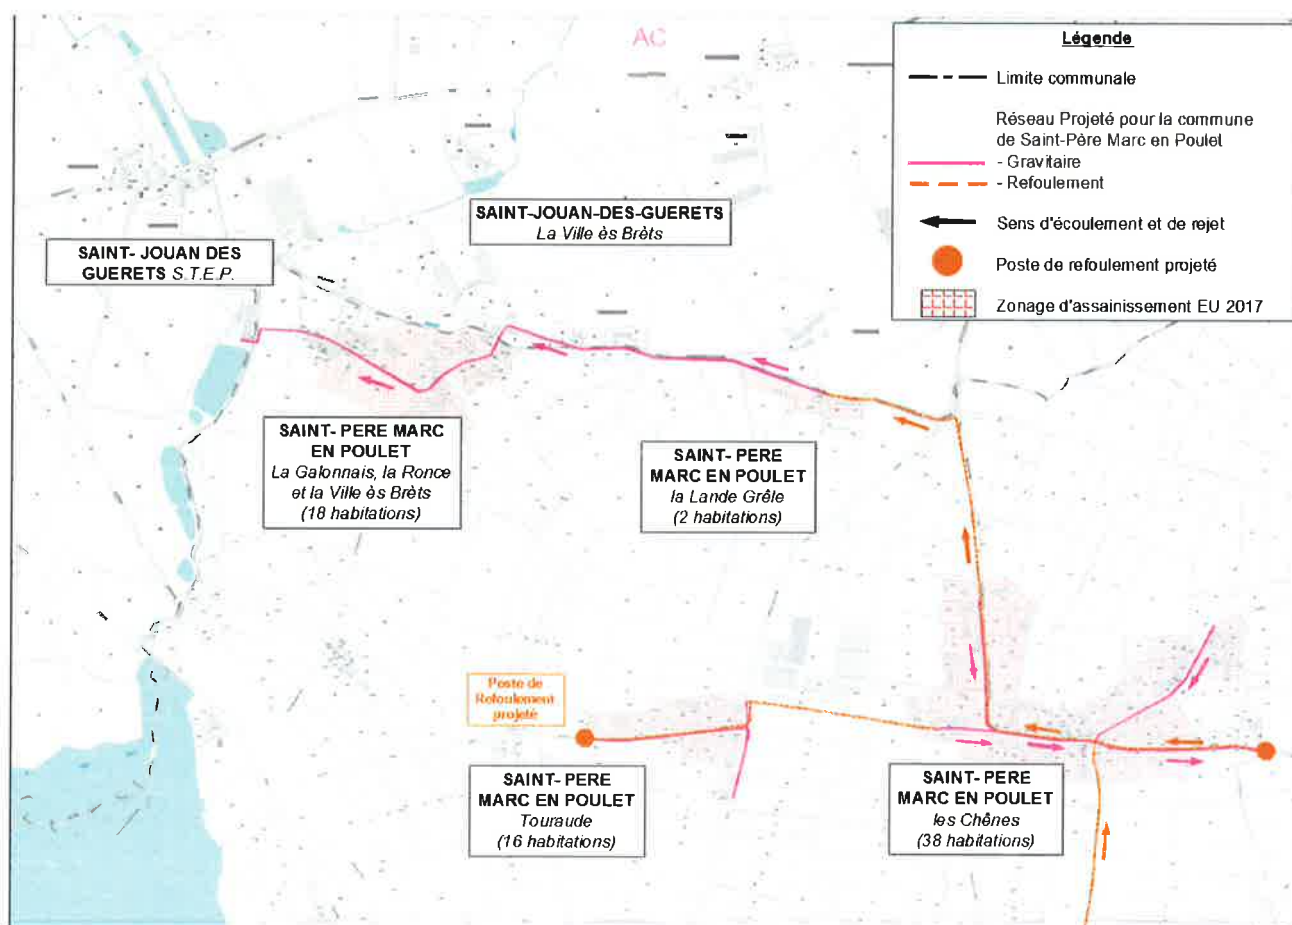 AC
Légende
Limite communale
Réseau Projeté pour la commune
de Saint-Père Marc en Poulet
- Gravitaire
- Refoulement
Sens d'écoulement et de rejet
Poste de refoulement projeté
Zonage d'assainissement EU 2017
SAINT-JOUAN-DES-GUERETS
La Ville ès Brèts
SAINT- JOUAN DES
GUERETS S.T.E.P.
SAINT- PERE MARC
EN POULET
La Galonnais, la Ronce
et la Ville ès Brèts
(18 habitations)
SAINT- PERE
MARC EN POULET
la Lande Grêle
(2 habitations)
Poste de
Refoulement
projeté
SAINT- PERE
MARC EN POULET
Touraude
(16 habitations)
SAINT- PERE
MARC EN POULET
les Chênes
(38 habitations)